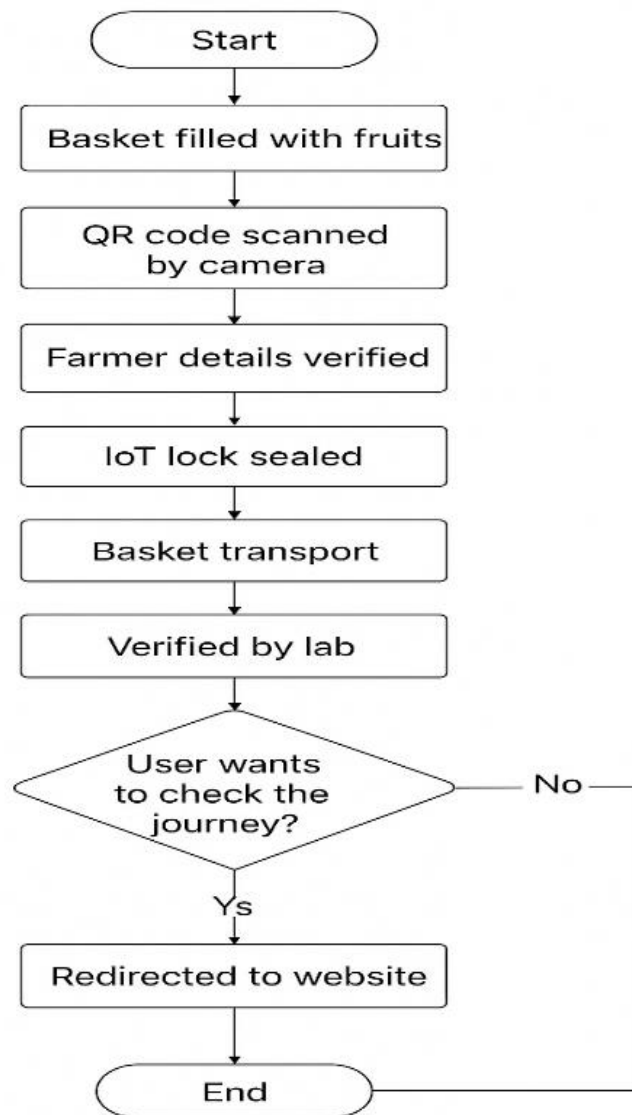 Start
Basket filled with fruits
QR code scanned
by camera
Farmer details verified
IoT lock sealed
Basket transport
Verified by lab
User wants
to check the
journey?
No
Ys
Redirected to website
End